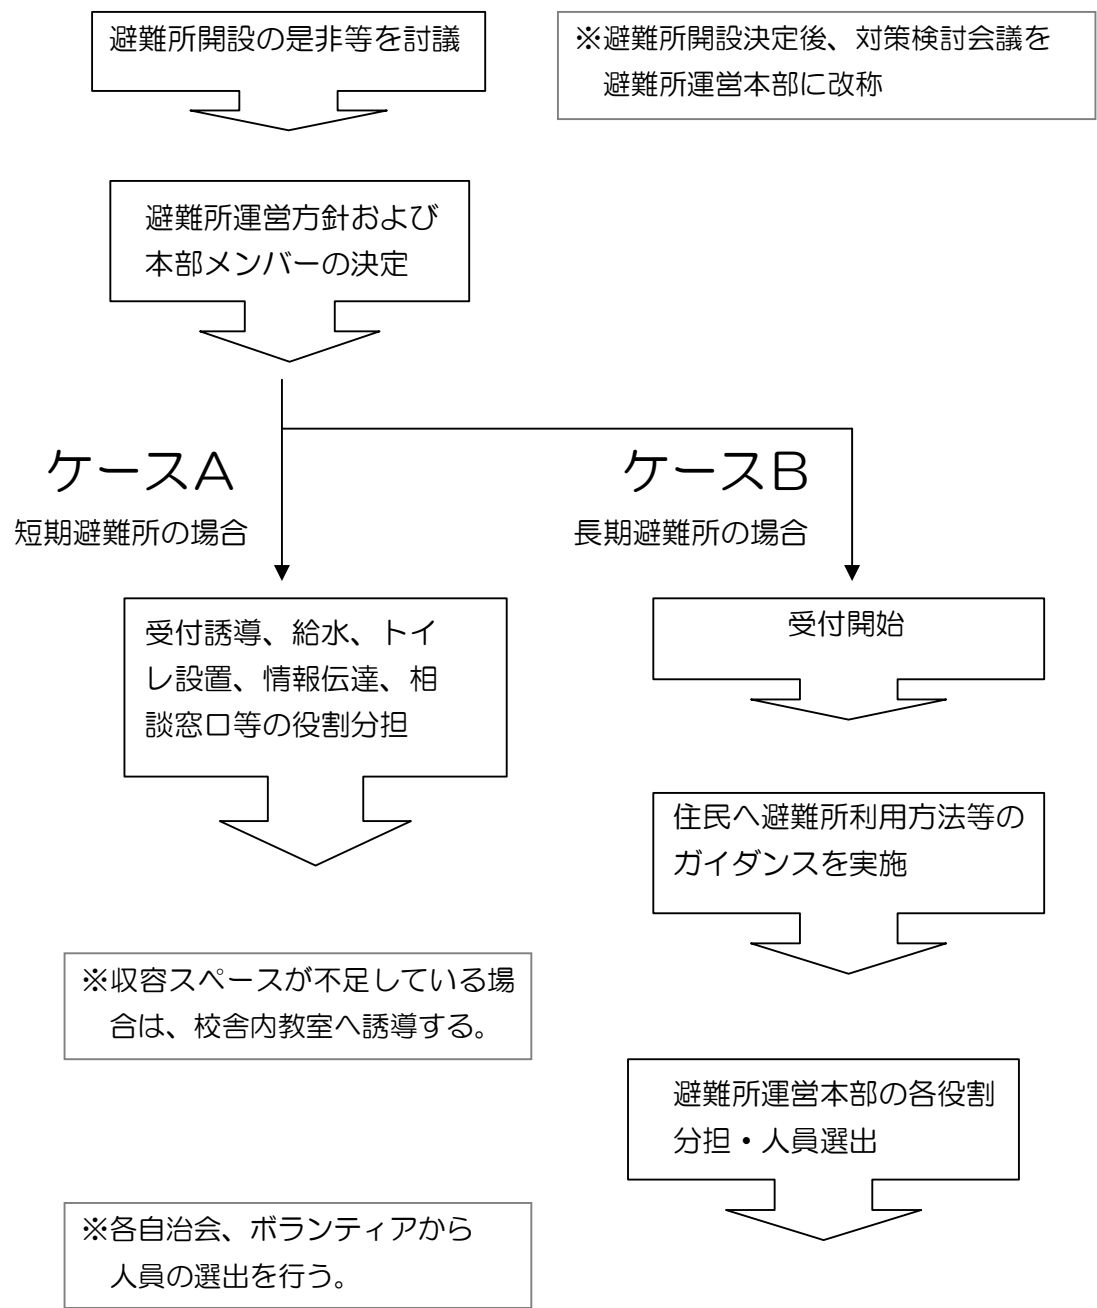 避難所開設の是非等を討議
※避難所開設決定後、対策検討会議を
避難所運営本部に改称
避難所運営方針および
本部メンバーの決定
ケースA
短期避難所の場合
ケースB
長期避難所の場合
受付誘導、給水、トイ
レ設置、情報伝達、相
談窓口等の役割分担
受付開始
住民へ避難所利用方法等の
ガイダンスを実施
※収容スペースが不足している場
合は、校舎内教室へ誘導する。
避難所運営本部の各役割
分担・人員選出
※各自治会、ボランティアから
人員の選出を行う。